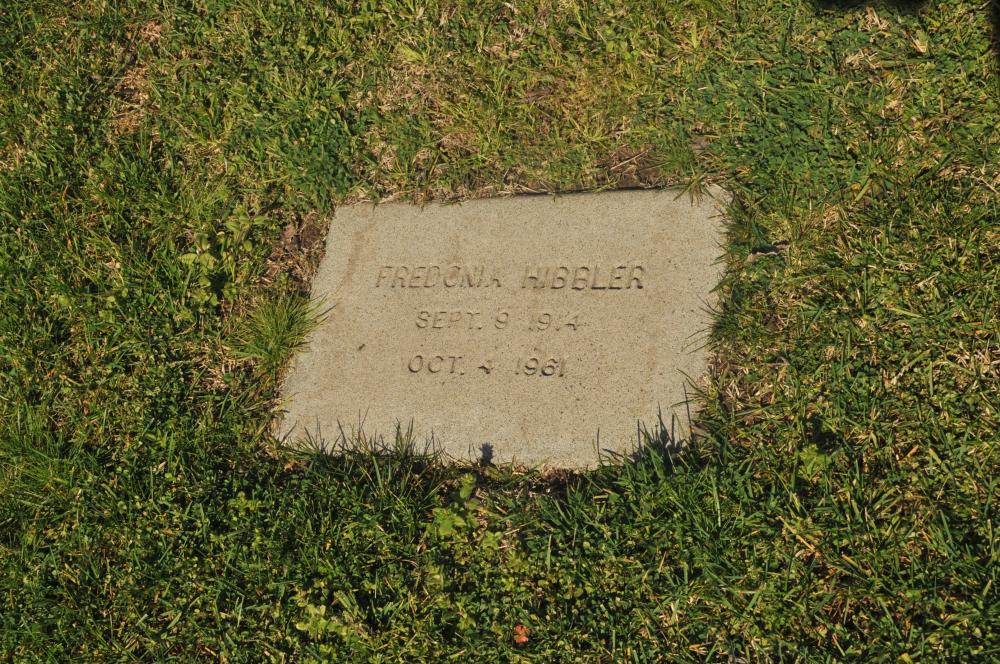 FREDONIA HIBBLER
SEPT. 9 1914
OCT. 4 1961